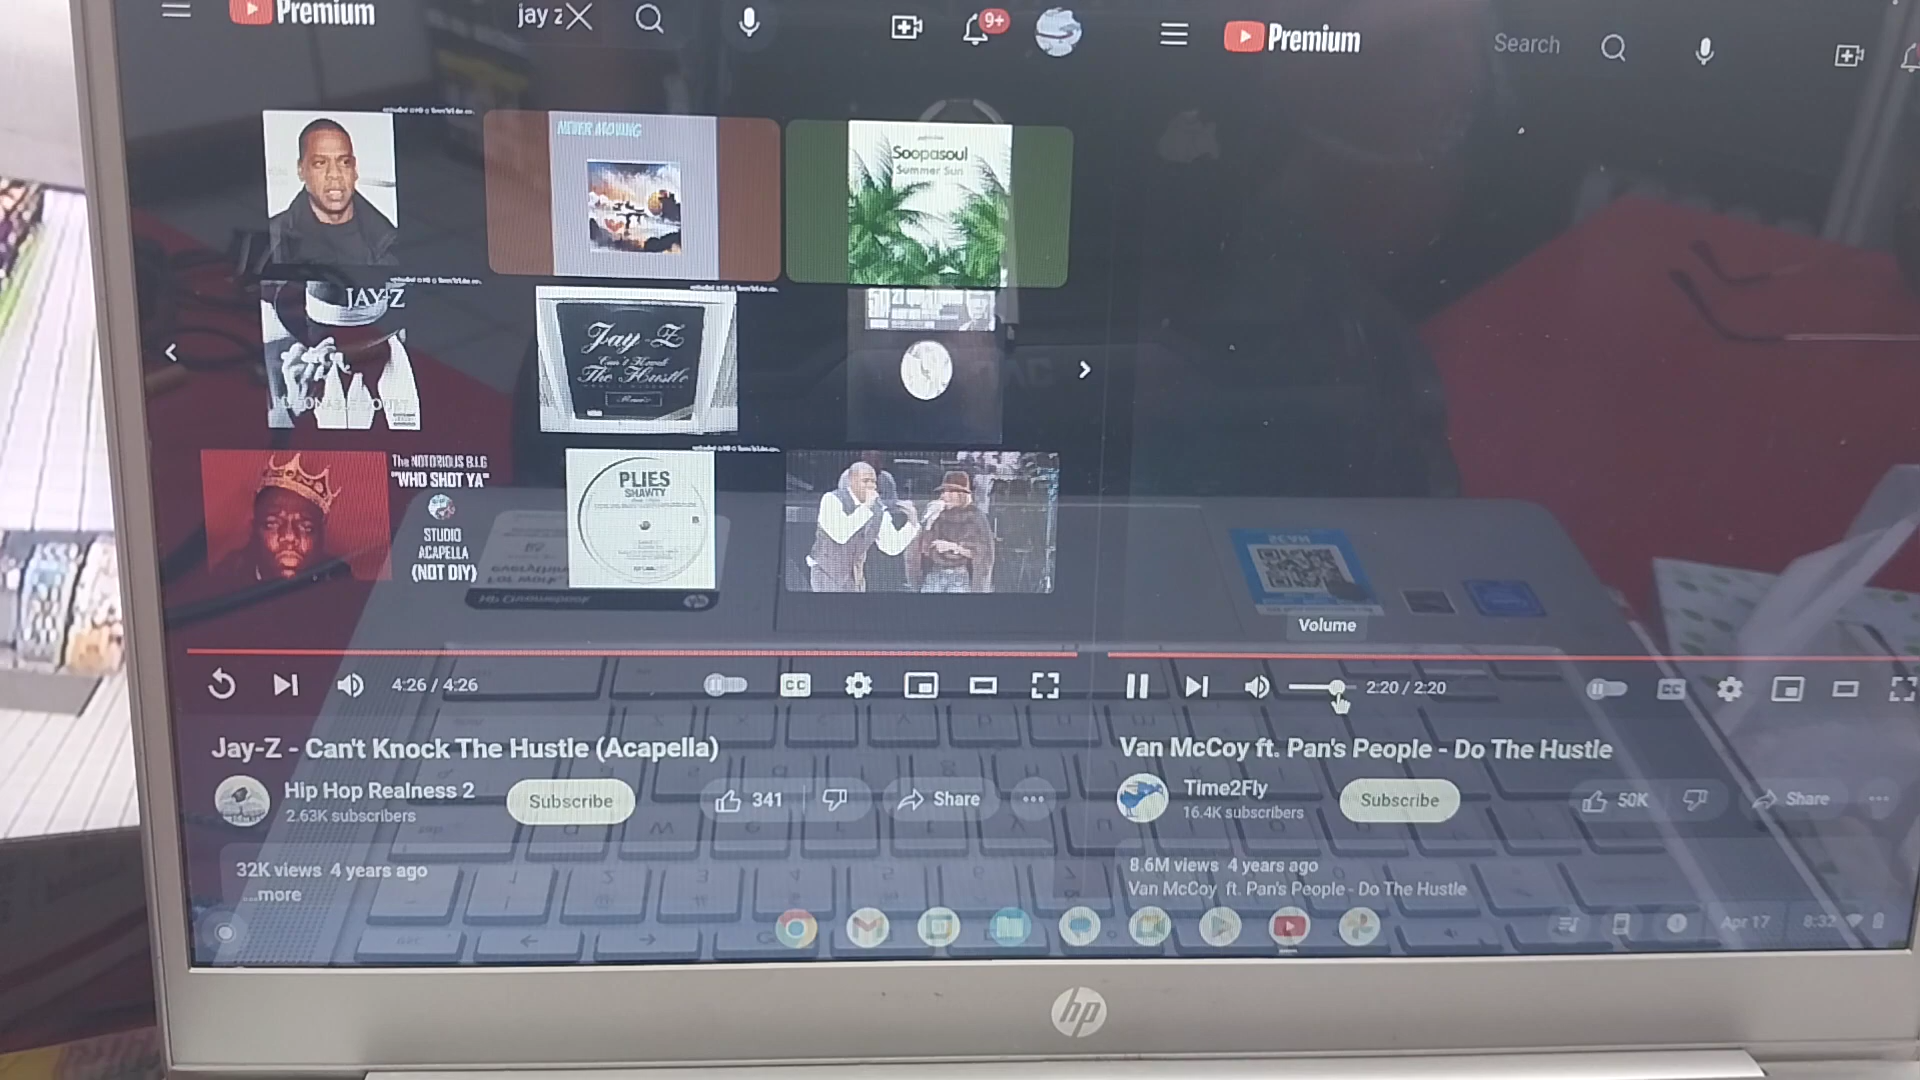 Premium
jay z
9+
Premium
Search
NEVER MOVING
Soopasoul
Summer Sun
JAY-Z
Jay-Z
Can't Knock
The Hustle
The NOTORIOUS B.I.G
"WHO SHOT YA"
STUDIO
ACAPELLA
(NOT DIY)
PLIES
SHAWTY
Volume
4:26 / 4:26
CC
2:20 / 2:20
CC
Jay-Z - Can't Knock The Hustle (Acapella)
Hip Hop Realness 2
2.63K subscribers
Subscribe
341
Share
32K views 4 years ago
...more
Van McCoy ft. Pan's People - Do The Hustle
Time2Fly
16.4K subscribers
Subscribe
50K
Share
8.6M views 4 years ago
Van McCoy ft. Pan's People - Do The Hustle
Apr 17
8:32
hp